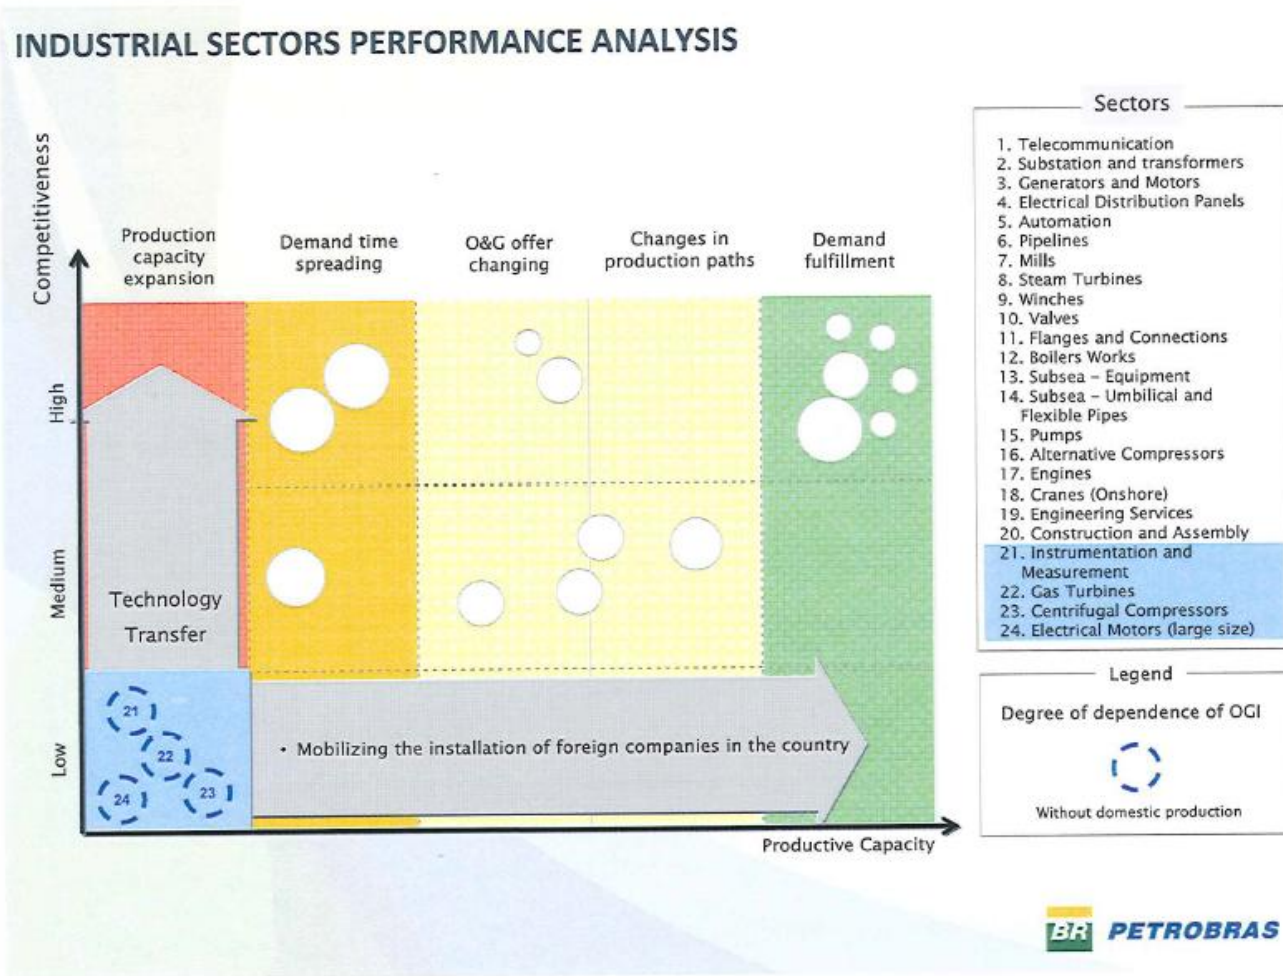 INDUSTRIAL SECTORS PERFORMANCE ANALYSIS
Competitiveness
High
Medium
Low
Production
capacity
expansion
Demand time
spreading
O&G offer
changing
Changes in
production paths
Demand
fulfillment
Technology
Transfer
21
22
23
24
• Mobilizing the installation of foreign companies in the country
Productive Capacity
Sectors
1. Telecommunication
2. Substation and transformers
3. Generators and Motors
4. Electrical Distribution Panels
5. Automation
6. Pipelines
7. Mills
8. Steam Turbines
9. Winches
10. Valves
11. Flanges and Connections
12. Boilers Works
13. Subsea – Equipment
14. Subsea – Umbilical and
Flexible Pipes
15. Pumps
16. Alternative Compressors
17. Engines
18. Cranes (Onshore)
19. Engineering Services
20. Construction and Assembly
21. Instrumentation and
Measurement
22. Gas Turbines
23. Centrifugal Compressors
24. Electrical Motors (large size)
Legend
Degree of dependence of OGI
Without domestic production
BR PETROBRAS